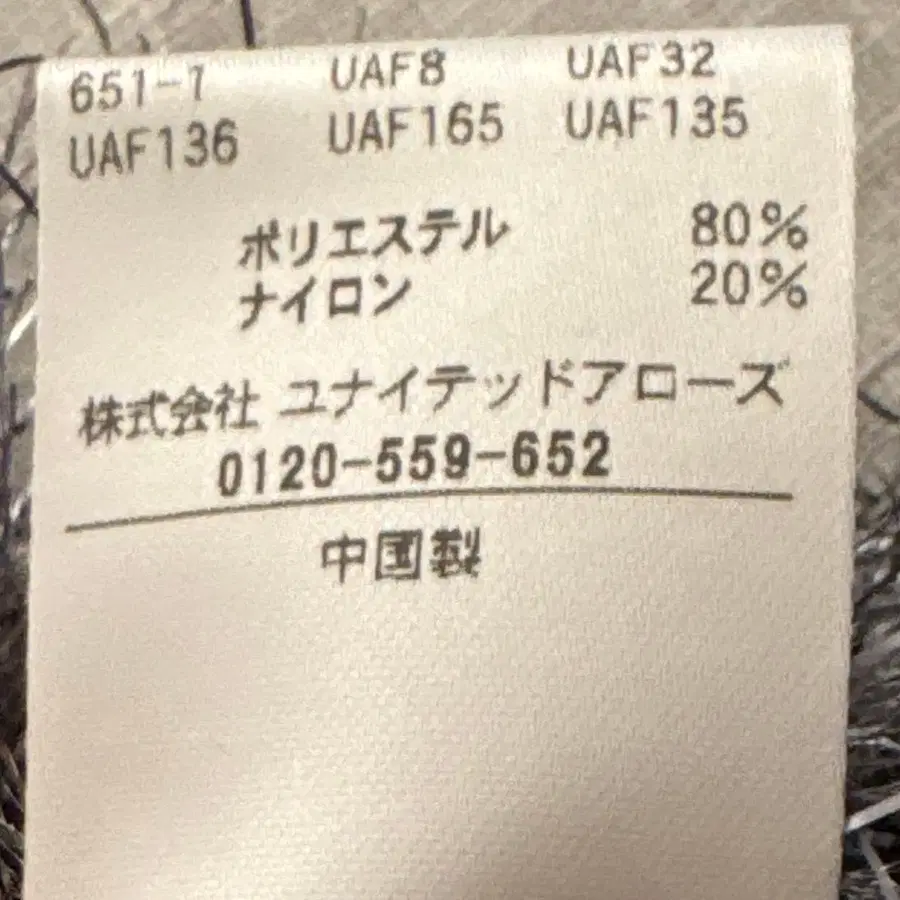 651-1 UAF8 UAF32
UAF136 UAF165 UAF135
ポリエステル 80%
ナイロン 20%
株式会社 ユナイテッドアローズ
0120-559-652
中国製